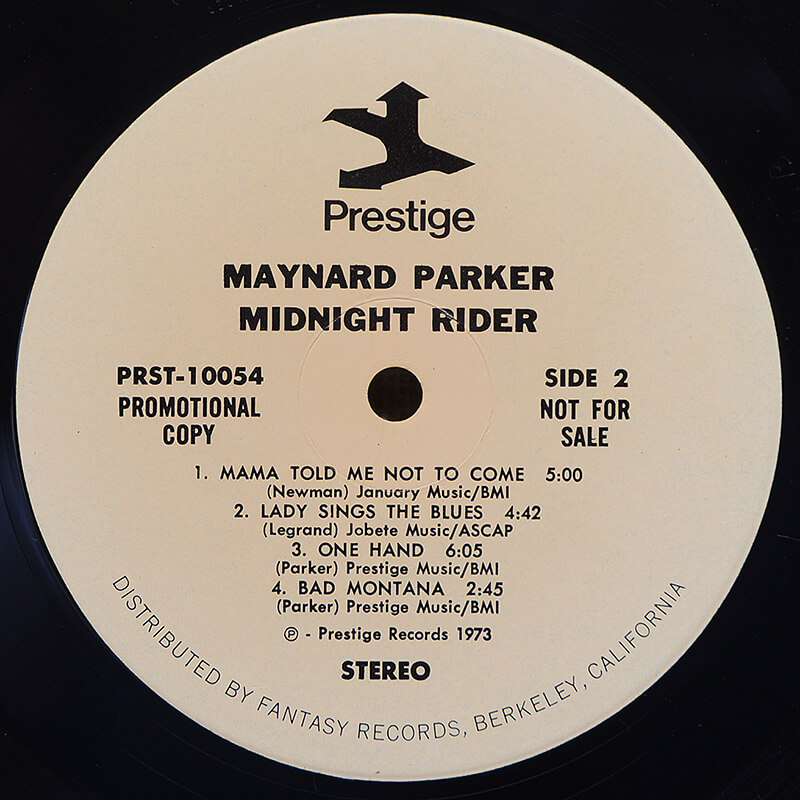 Prestige
MAYNARD PARKER
MIDNIGHT RIDER
PRST-10054
PROMOTIONAL
COPY
SIDE 2
NOT FOR
SALE
1. MAMA TOLD ME NOT TO COME 5:00
(Newman) January Music/BMI
2. LADY SINGS THE BLUES 4:42
(Legrand) Jobete Music/ASCAP
3. ONE HAND 6:05
(Parker) Prestige Music/BMI
4. BAD MONTANA 2:45
(Parker) Prestige Music/BMI
℗ - Prestige Records 1973
STEREO
DISTRIBUTED BY FANTASY RECORDS, BERKELEY, CALIFORNIA